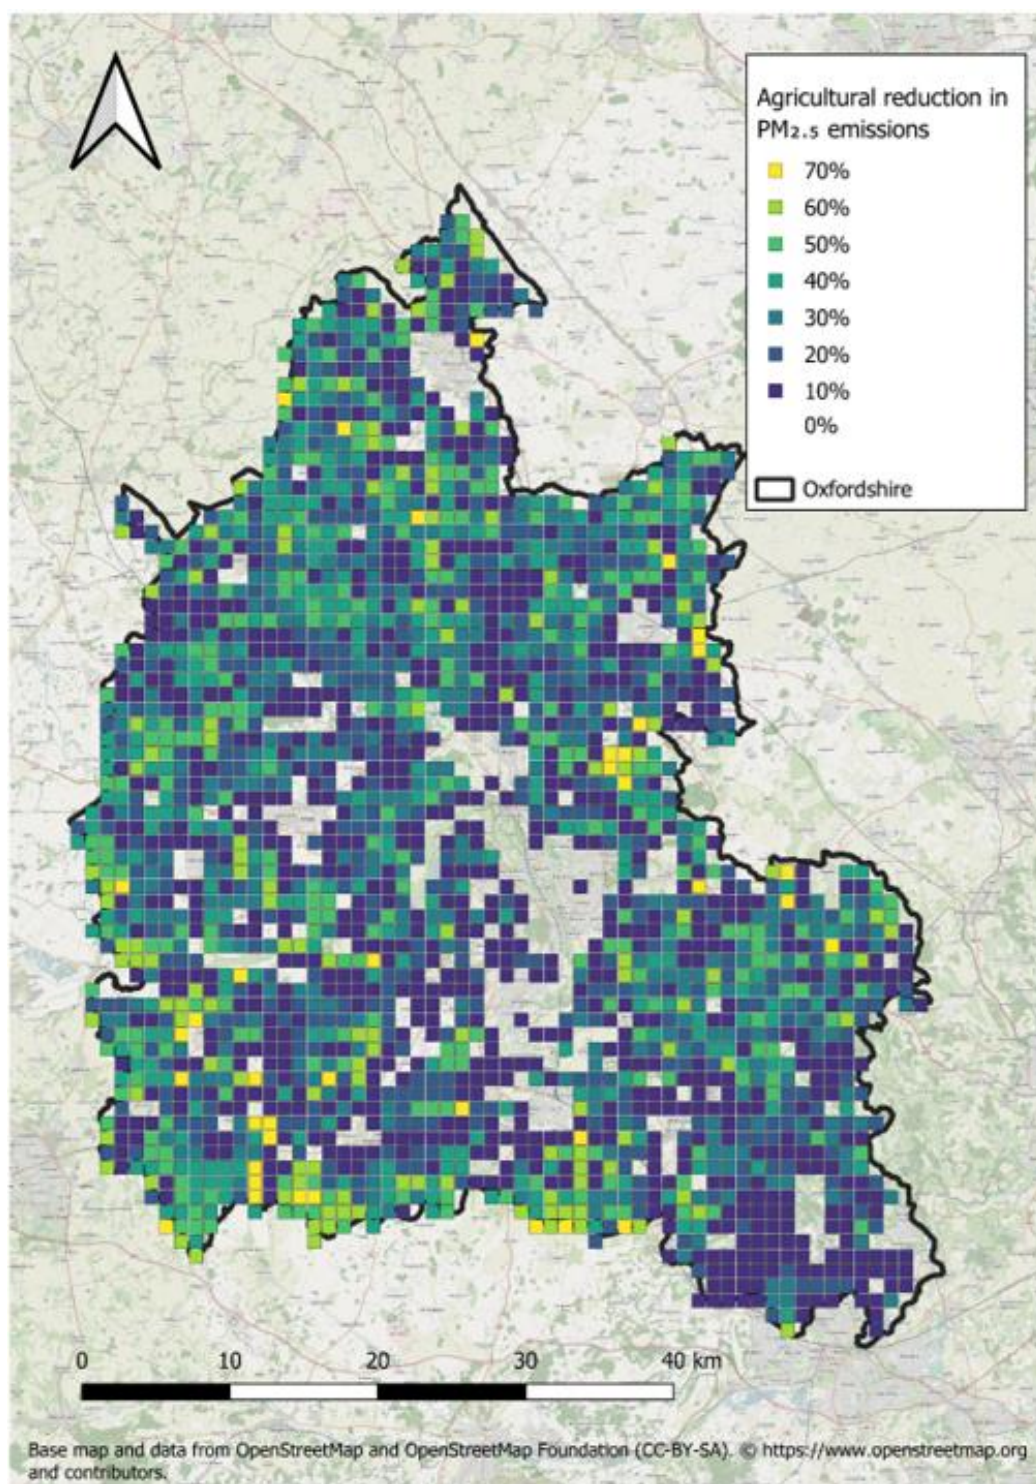 Agricultural reduction in
PM₂.₅ emissions
70%
60%
50%
40%
30%
20%
10%
0%
Oxfordshire
0 10 20 30 40 km
Base map and data from OpenStreetMap and OpenStreetMap Foundation (CC-BY-SA). © https://www.openstreetmap.org
and contributors.